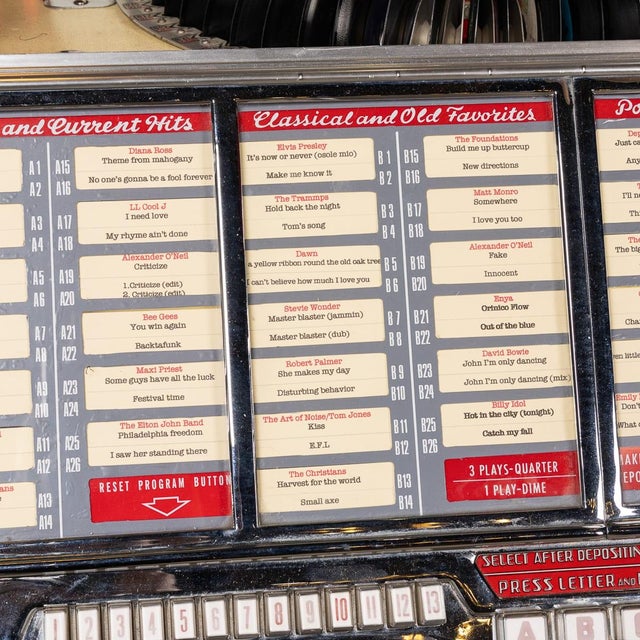 and Current Hits
A1
A2
A3
A4
A5
A6
A7
A8
A9
A10
A11
A12
A13
A14
A15
A16
Diana Ross
Theme from mahogany
No one's gonna be a fool forever
A17
A18
LL Cool J
I need love
My rhyme ain't done
A19
A20
Alexander O'Neil
Criticize
1.Criticize (edit)
2. Criticize (edit)
A21
A22
Bee Gees
You win again
Backtafunk
A23
A24
Maxi Priest
Some guys have all the luck
Festival time
A25
A26
The Elton John Band
Philadelphia freedom
I saw her standing there
RESET PROGRAM BUTTON
Classical and Old Favorites
Elvis Presley
It's now or never (osole mio)
Make me know it
B 1
B 2
The Trammps
Hold back the night
Tom's song
B 3
B 4
Dawn
a yellow ribbon round the old oak tree
I can't believe how much I love you
B 5
B 6
Stevie Wonder
Master blaster (jammin)
Master blaster (dub)
B 7
B 8
Robert Palmer
She makes my day
Disturbing behavior
B 9
B10
The Art of Noise/Tom Jones
Kiss
E.F.L
B11
B12
The Christians
Harvest for the world
Small axe
B13
B14
B15
B16
The Foundations
Build me up buttercup
New directions
B17
B18
Matt Monro
Somewhere
I love you too
B19
B20
Alexander O'Neil
Fake
Innocent
B21
B22
Enya
Orinico Flow
Out of the blue
B23
B24
David Bowie
John I'm only dancing
John I'm only dancing (mix)
B25
B26
Billy Idol
Hot in the city (tonight)
Catch my fall
3 PLAYS-QUARTER
1 PLAY-DIME
SELECT AFTER DEPOSITIN
PRESS LETTER AND
1 2 3 4 5 6 7 8 9 10 11 12 13
A B